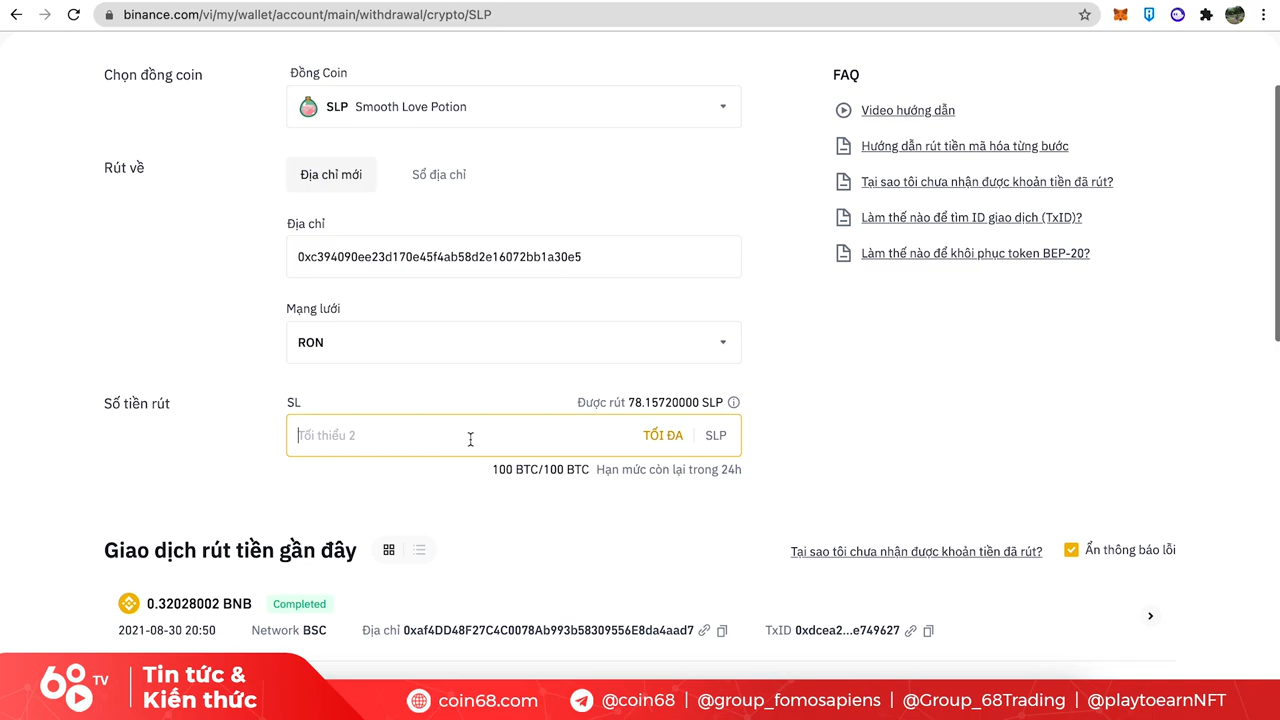 binance.com/vi/my/wallet/account/main/withdrawal/crypto/SLP
Chọn đồng coin
Đồng Coin
SLP Smooth Love Potion
Rút về
Địa chỉ mới
Sổ địa chỉ
Địa chỉ
0xc394090ee23d170e45f4ab58d2e16072bb1a30e5
Mạng lưới
RON
Số tiền rút
SL
Được rút 78.15720000 SLP
Tối thiểu 2
TỐI ĐA
SLP
100 BTC/100 BTC Hạn mức còn lại trong 24h
FAQ
Video hướng dẫn
Hướng dẫn rút tiền mã hóa từng bước
Tại sao tôi chưa nhận được khoản tiền đã rút?
Làm thế nào để tìm ID giao dịch (TxID)?
Làm thế nào để khôi phục token BEP-20?
Giao dịch rút tiền gần đây
Tại sao tôi chưa nhận được khoản tiền đã rút?
Ẩn thông báo lỗi
0.32028002 BNB Completed
2021-08-30 20:50 Network BSC Địa chỉ 0xaf4DD48F27C4C0078Ab993b58309556E8da4aad7 TxID 0xdcea2...e749627
68 TV
Tin tức &
Kiến thức
coin68.com
@coin68 | @group_fomosapiens | @Group_68Trading | @playtoearnNFT